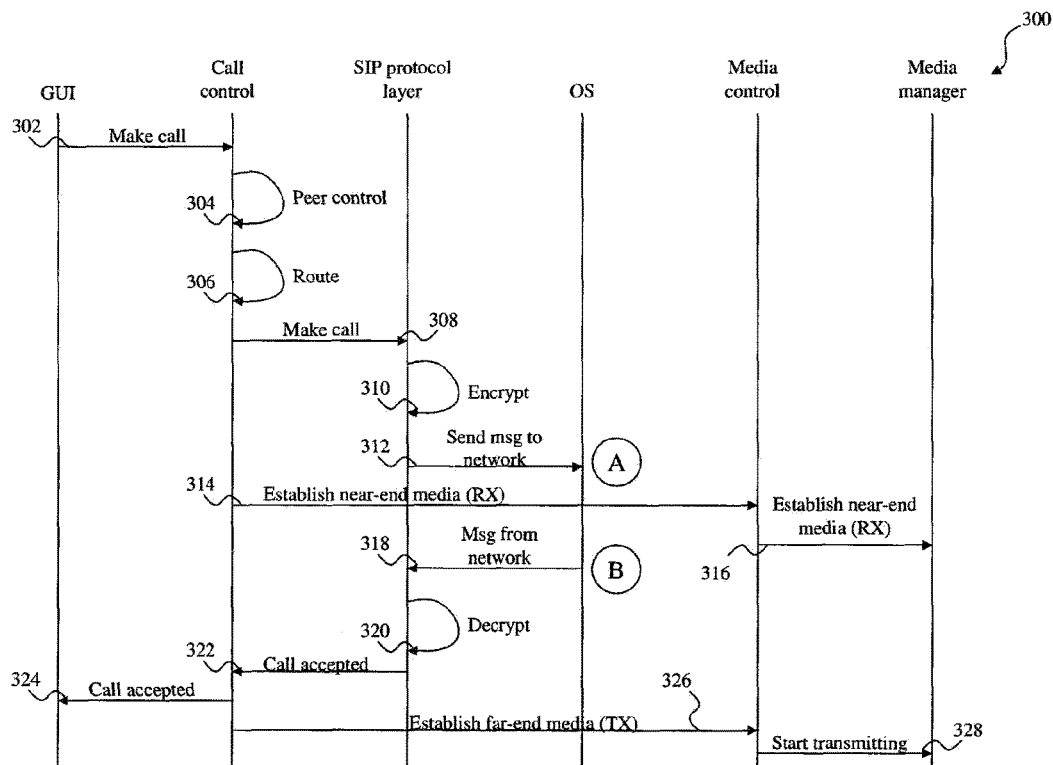 300
GUI
Call
control
SIP protocol
layer
OS
Media
control
Media
manager
302
Make call
304
Peer control
306
Route
Make call
308
310
Encrypt
312
Send msg to
network
A
314
Establish near-end media (RX)
Establish near-end
media (RX)
316
318
Msg from
network
B
320
Decrypt
322
Call accepted
324
Call accepted
326
Establish far-end media (TX)
Start transmitting
328